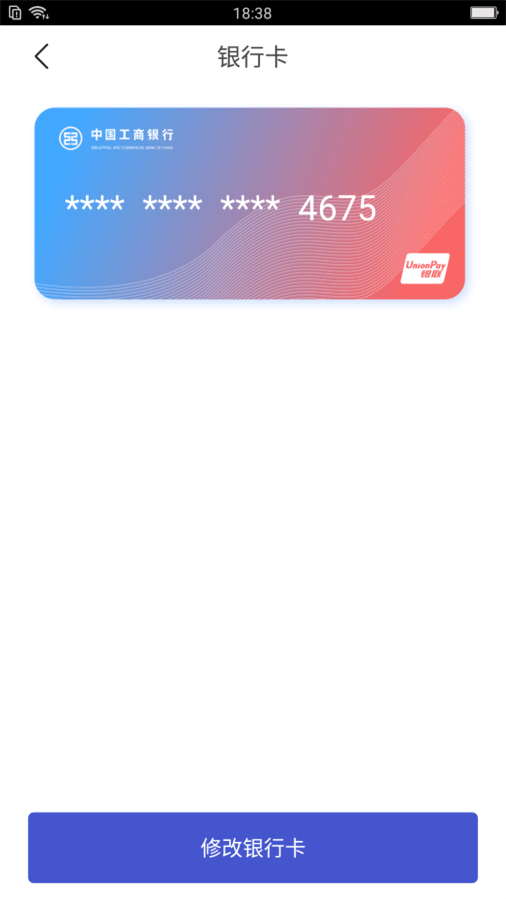 18:38
银行卡
中国工商银行
INDUSTRIAL AND COMMERCIAL BANK OF CHINA
**** **** **** 4675
UnionPay
银联
修改银行卡